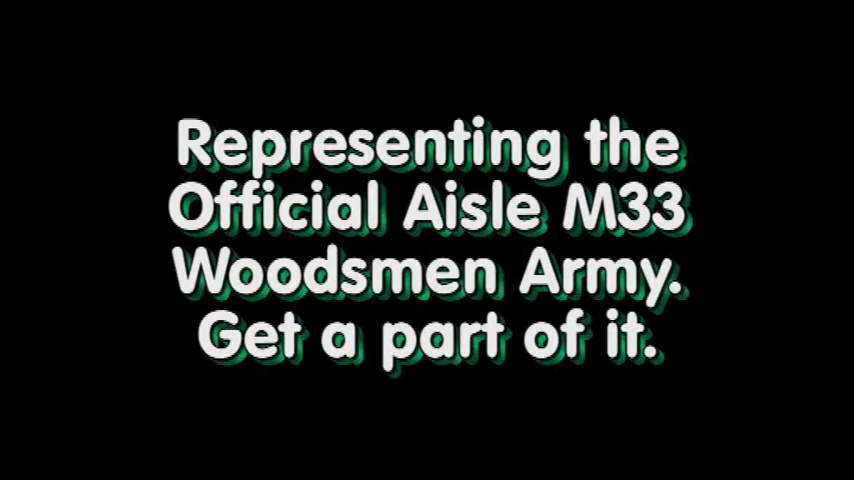 Representing the
Official Aisle M33
Woodsmen Army.
Get a part of it.